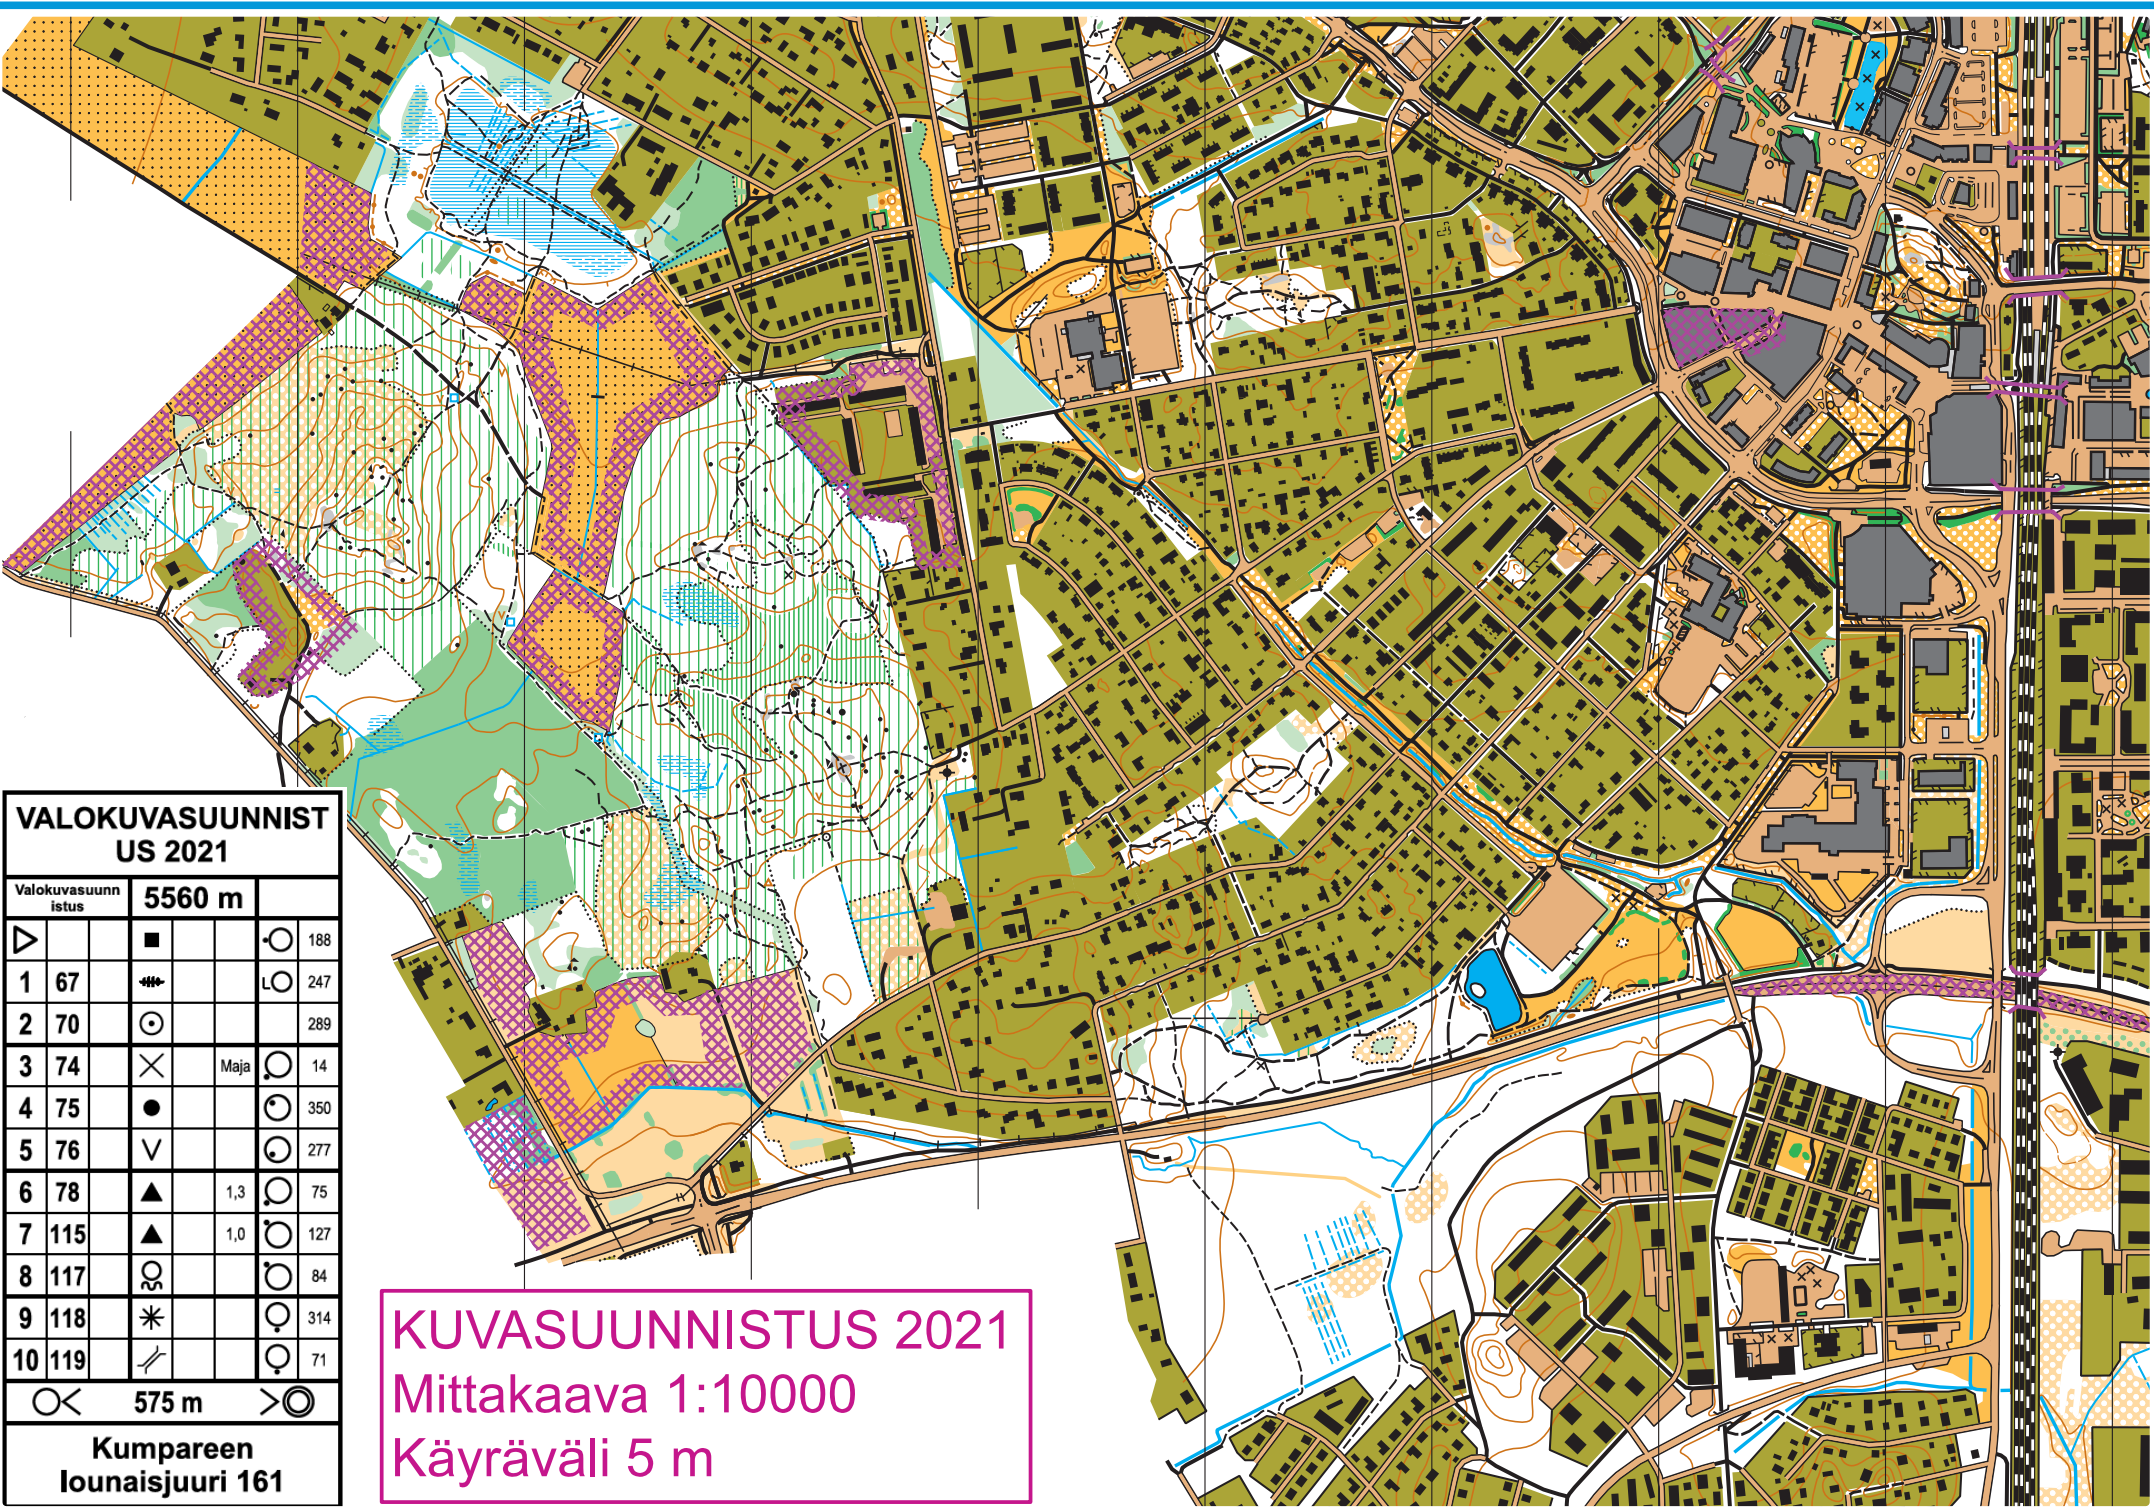 VALOKUVASUUNNIST
US 2021
Valokuvasuunn
istus
5560 m
188
1 67 247
2 70 289
3 74 Maja 14
4 75 350
5 76 277
6 78 1,3 75
7 115 1,0 127
8 117 84
9 118 314
10 119 71
575 m
Kumpareen
lounaisjuuri 161
KUVASUUNNISTUS 2021
Mittakaava 1:10000
Käyräväli 5 m